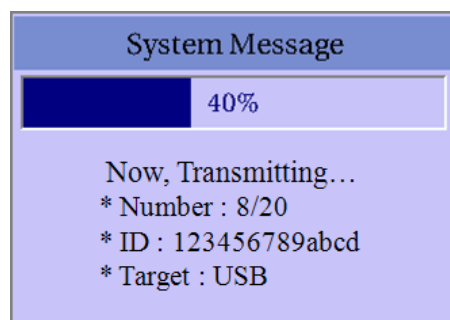 System Message
40%
Now, Transmitting...
* Number : 8/20
* ID : 123456789abcd
* Target : USB